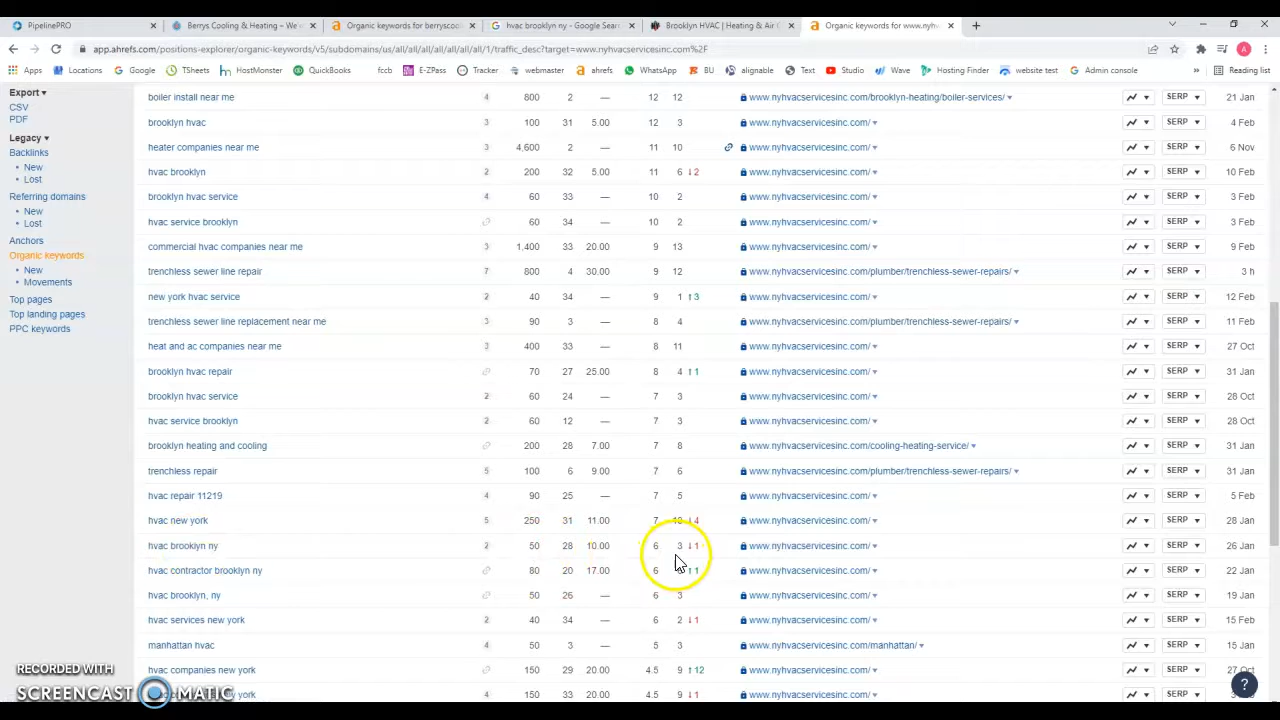 PipelinePRO × Berrys Cooling & Heating – We' × Organic keywords for berryscool × hvac brooklyn ny - Google Sear × Brooklyn HVAC | Heating & Air C × Organic keywords for www.nyh ×
app.ahrefs.com/positions-explorer/organic-keywords/v5/subdomains/us/all/all/all/all/all/all/all/1/traffic_desc?target=www.nyhvacservicesinc.com%2F
Apps Locations Google TSheets HostMonster QuickBooks fccb E-ZPass Tracker webmaster ahrefs WhatsApp BU alignable Text Studio Wave Hosting Finder website test Admin console » Reading list
Export
CSV
PDF
Legacy
Backlinks
New
Lost
Referring domains
New
Lost
Anchors
Organic keywords
New
Movements
Top pages
Top landing pages
PPC keywords
boiler install near me 4 800 2 — 12 12 www.nyhvacservicesinc.com/brooklyn-heating/boiler-services/ SERP 21 Jan
brooklyn hvac 3 100 31 5.00 12 3 www.nyhvacservicesinc.com/ SERP 4 Feb
heater companies near me 3 4,600 2 — 11 10 www.nyhvacservicesinc.com/ SERP 6 Nov
hvac brooklyn 2 200 32 5.00 11 6 ↓2 www.nyhvacservicesinc.com/ SERP 10 Feb
brooklyn hvac service 4 60 33 — 10 2 www.nyhvacservicesinc.com/ SERP 3 Feb
hvac service brooklyn 60 34 — 10 2 www.nyhvacservicesinc.com/ SERP 3 Feb
commercial hvac companies near me 3 1,400 33 20.00 9 13 www.nyhvacservicesinc.com/ SERP 9 Feb
trenchless sewer line repair 7 800 4 30.00 9 12 www.nyhvacservicesinc.com/plumber/trenchless-sewer-repairs/ SERP 3 h
new york hvac service 2 40 34 — 9 1 ↑3 www.nyhvacservicesinc.com/ SERP 12 Feb
trenchless sewer line replacement near me 3 90 3 — 8 4 www.nyhvacservicesinc.com/plumber/trenchless-sewer-repairs/ SERP 11 Feb
heat and ac companies near me 3 400 33 — 8 11 www.nyhvacservicesinc.com/ SERP 27 Oct
brooklyn hvac repair 70 27 25.00 8 4 ↑1 www.nyhvacservicesinc.com/ SERP 31 Jan
brooklyn hvac service 2 60 24 — 7 3 www.nyhvacservicesinc.com/ SERP 28 Oct
hvac service brooklyn 2 60 12 — 7 3 www.nyhvacservicesinc.com/ SERP 28 Oct
brooklyn heating and cooling 200 28 7.00 7 8 www.nyhvacservicesinc.com/cooling-heating-service/ SERP 31 Jan
trenchless repair 5 100 6 9.00 7 6 www.nyhvacservicesinc.com/plumber/trenchless-sewer-repairs/ SERP 31 Jan
hvac repair 11219 4 90 25 — 7 5 www.nyhvacservicesinc.com/ SERP 5 Feb
hvac new york 5 250 31 11.00 7 ↓4 www.nyhvacservicesinc.com/ SERP 28 Jan
hvac brooklyn ny 2 50 28 10.00 6 3 ↓1 www.nyhvacservicesinc.com/ SERP 26 Jan
hvac contractor brooklyn ny 80 20 17.00 6 ↑1 www.nyhvacservicesinc.com/ SERP 22 Jan
hvac brooklyn, ny 50 26 — 6 3 www.nyhvacservicesinc.com/ SERP 19 Jan
hvac services new york 2 40 34 — 6 2 ↓1 www.nyhvacservicesinc.com/ SERP 15 Feb
manhattan hvac 4 50 3 — 5 3 www.nyhvacservicesinc.com/manhattan/ SERP 15 Jan
hvac companies new york 150 29 20.00 4.5 9 ↑12 www.nyhvacservicesinc.com/ SERP 27 Oct
york 4 150 33 20.00 4.5 9 ↓1 www.nyhvacservicesinc.com/ SERP
RECORDED WITH
SCREENCAST MATIC